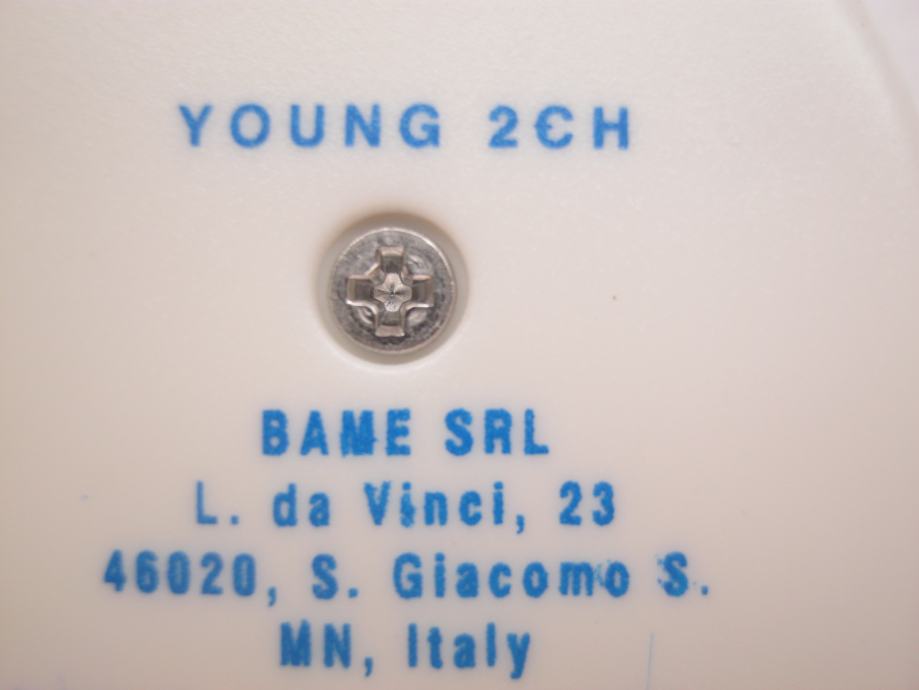 YOUNG 2CH
BAME SRL
L. da Vinci, 23
46020, S. Giacomo S.
MN, Italy